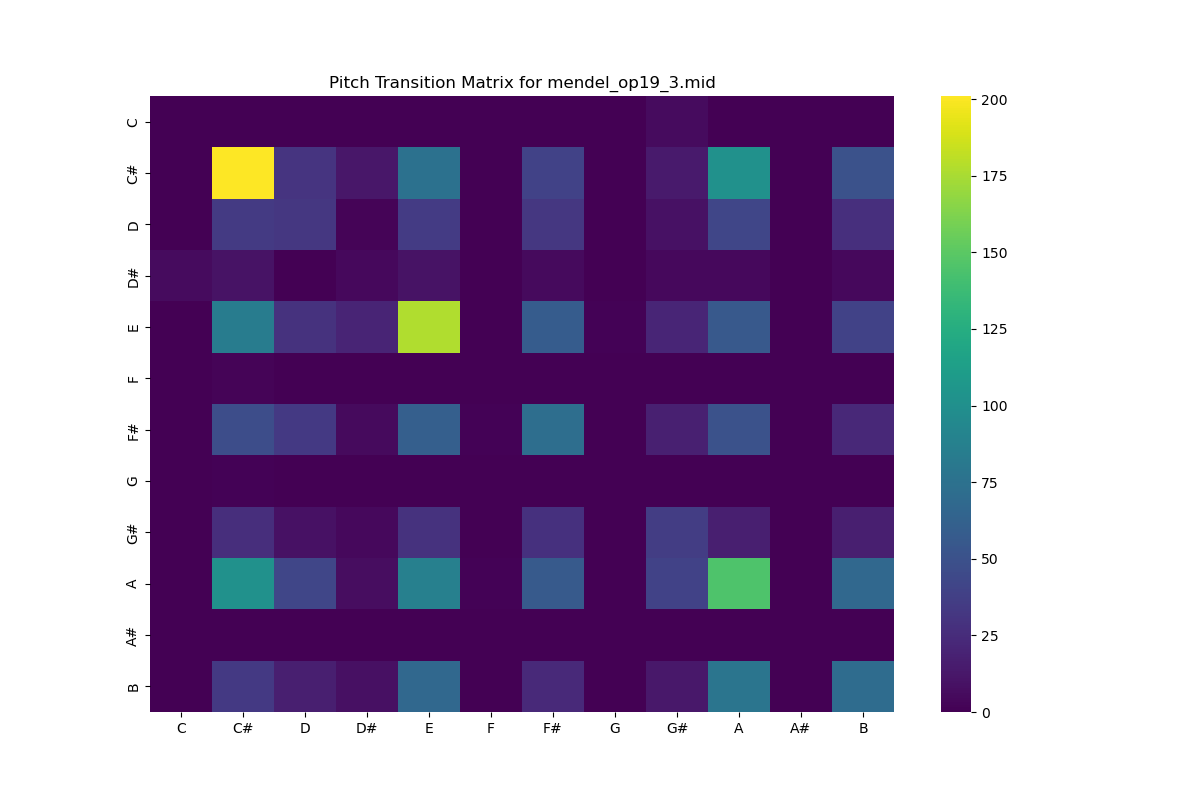 Pitch Transition Matrix for mendel_op19_3.mid
C
C#
D
D#
E
F
F#
G
G#
A
A#
B
C C# D D# E F F# G G# A A# B
200
175
150
125
100
75
50
25
0